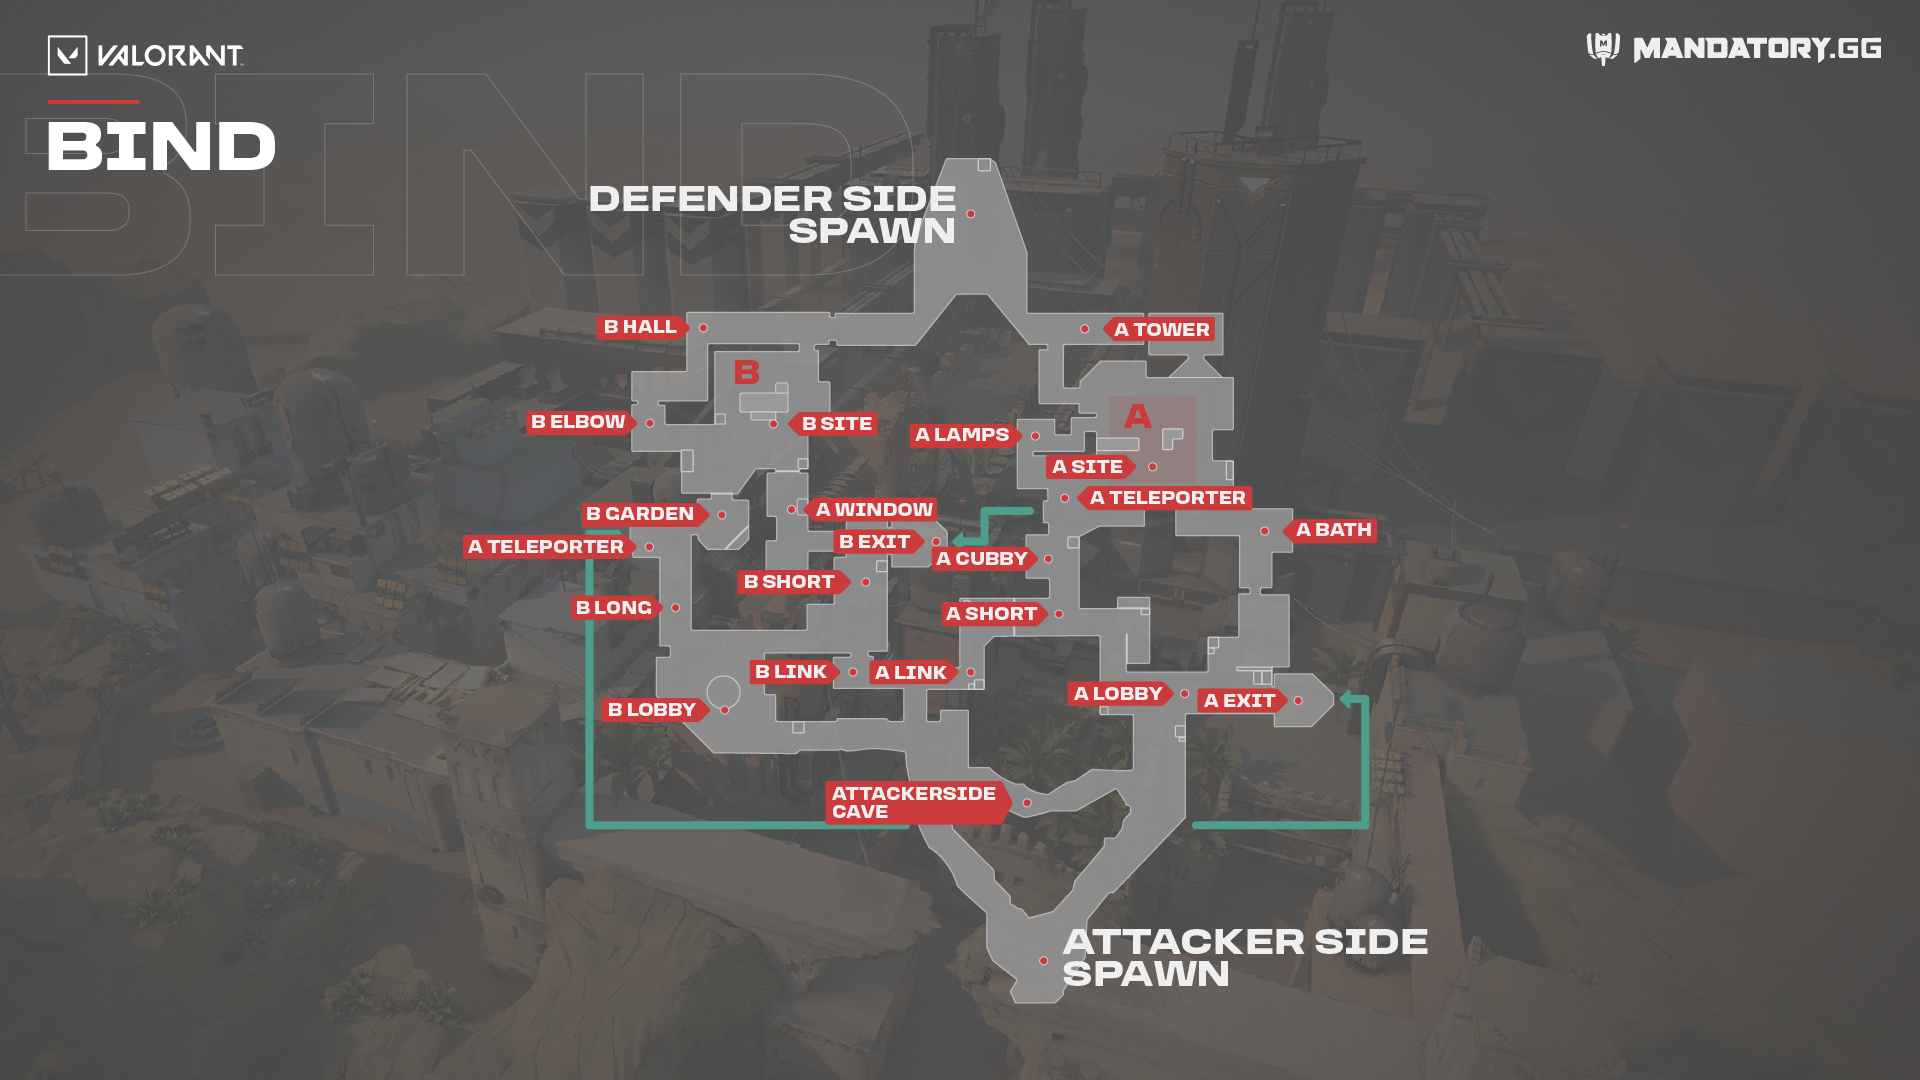 VALORANT
MANDATORY.GG
BIND
BIND
DEFENDER SIDE
SPAWN
B HALL
A TOWER
B
A
B ELBOW
B SITE
A LAMPS
A SITE
A TELEPORTER
B GARDEN
A WINDOW
A BATH
B EXIT
A TELEPORTER
A CUBBY
B SHORT
B LONG
A SHORT
B LINK
A LINK
A LOBBY
A EXIT
B LOBBY
ATTACKERSIDE
CAVE
ATTACKER SIDE
SPAWN